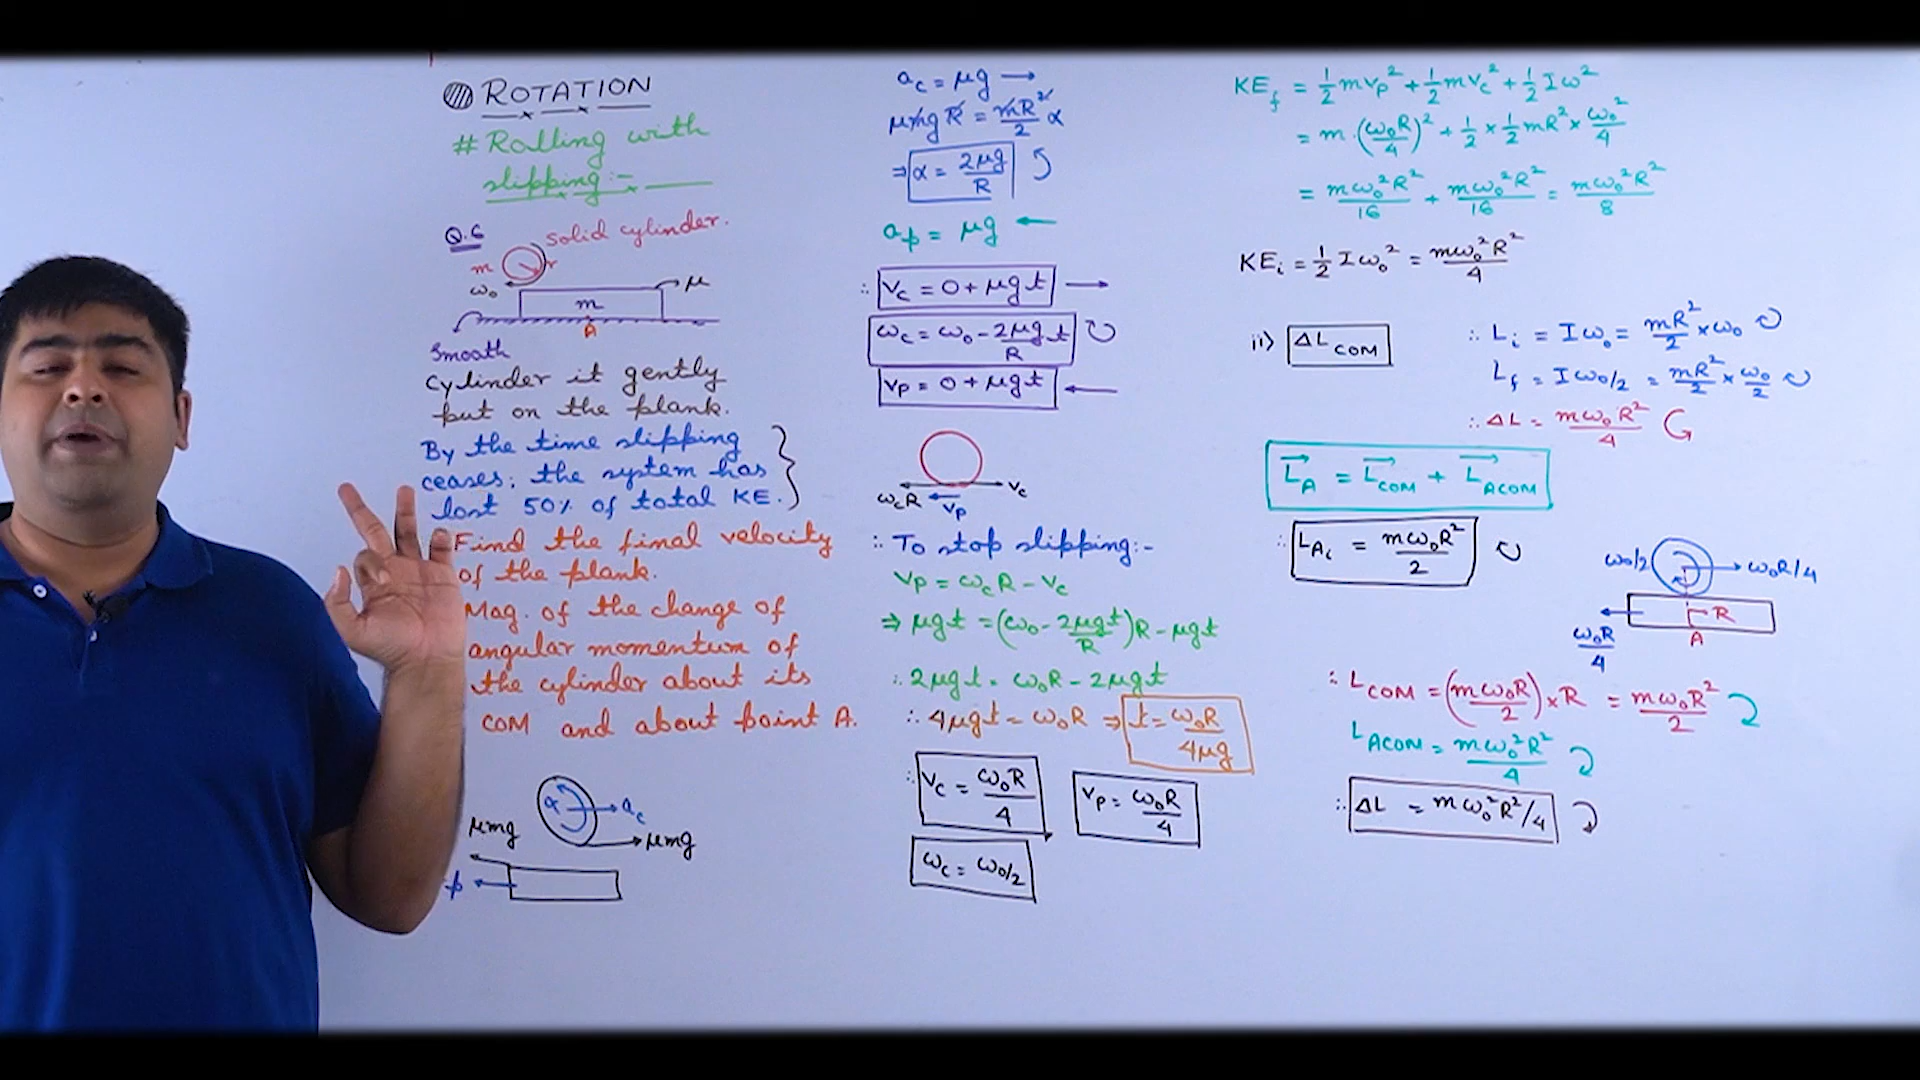 ROTATION
# Rolling with
slipping :-
Q.6
solid cylinder.
m
r
ω₀
m
μ
A
Smooth
Cylinder it gently
put on the plank.
By the time slipping
ceases; the system has
lost 50% of total KE.
Find the final velocity
of the plank.
Mag. of the change of
angular momentum of
the cylinder about its
COM and about point A.
α
a_c
μmg
μmg
p
a_c = μg →
μmgR = mR²/2 α
⇒ α = 2μg/R
a_p = μg ←
∴ v_c = 0 + μgt →
ω_c = ω₀ - 2μg/R t ↻
v_p = 0 + μgt ←
ω_cR
v_p
v_c
∴ To stop slipping:-
v_p = ω_cR - v_c
⇒ μgt = (ω₀ - 2μgt/R)R - μgt
∴ 2μgt = ω₀R - 2μgt
∴ 4μgt = ω₀R ⇒ t = ω₀R/4μg
∴ v_c = ω₀R/4
v_p = ω₀R/4
ω_c = ω₀/2
KE_f = 1/2 mv_p² + 1/2 mv_c² + 1/2 Iω²
= m · (ω₀R/4)² + 1/2 × 1/2 mR² × ω₀²/4
= mω₀²R²/16 + mω₀²R²/16 = mω₀²R²/8
KE_i = 1/2 Iω₀² = mω₀²R²/4
ii) ΔL_COM
∴ L_i = Iω₀ = mR²/2 × ω₀ ↻
L_f = Iω₀/2 = mR²/2 × ω₀/2 ↻
∴ ΔL = mω₀R²/4
L_A = L_COM + L_ACOM
∴ L_Ai = mω₀R²/2 ↻
ω₀/2
ω₀R/4
R
A
ω₀R/4
∴ L_COM = (mω₀R/2) × R = mω₀R²/2
L_ACOM = mω₀²R²/4
∴ ΔL = mω₀²R²/4